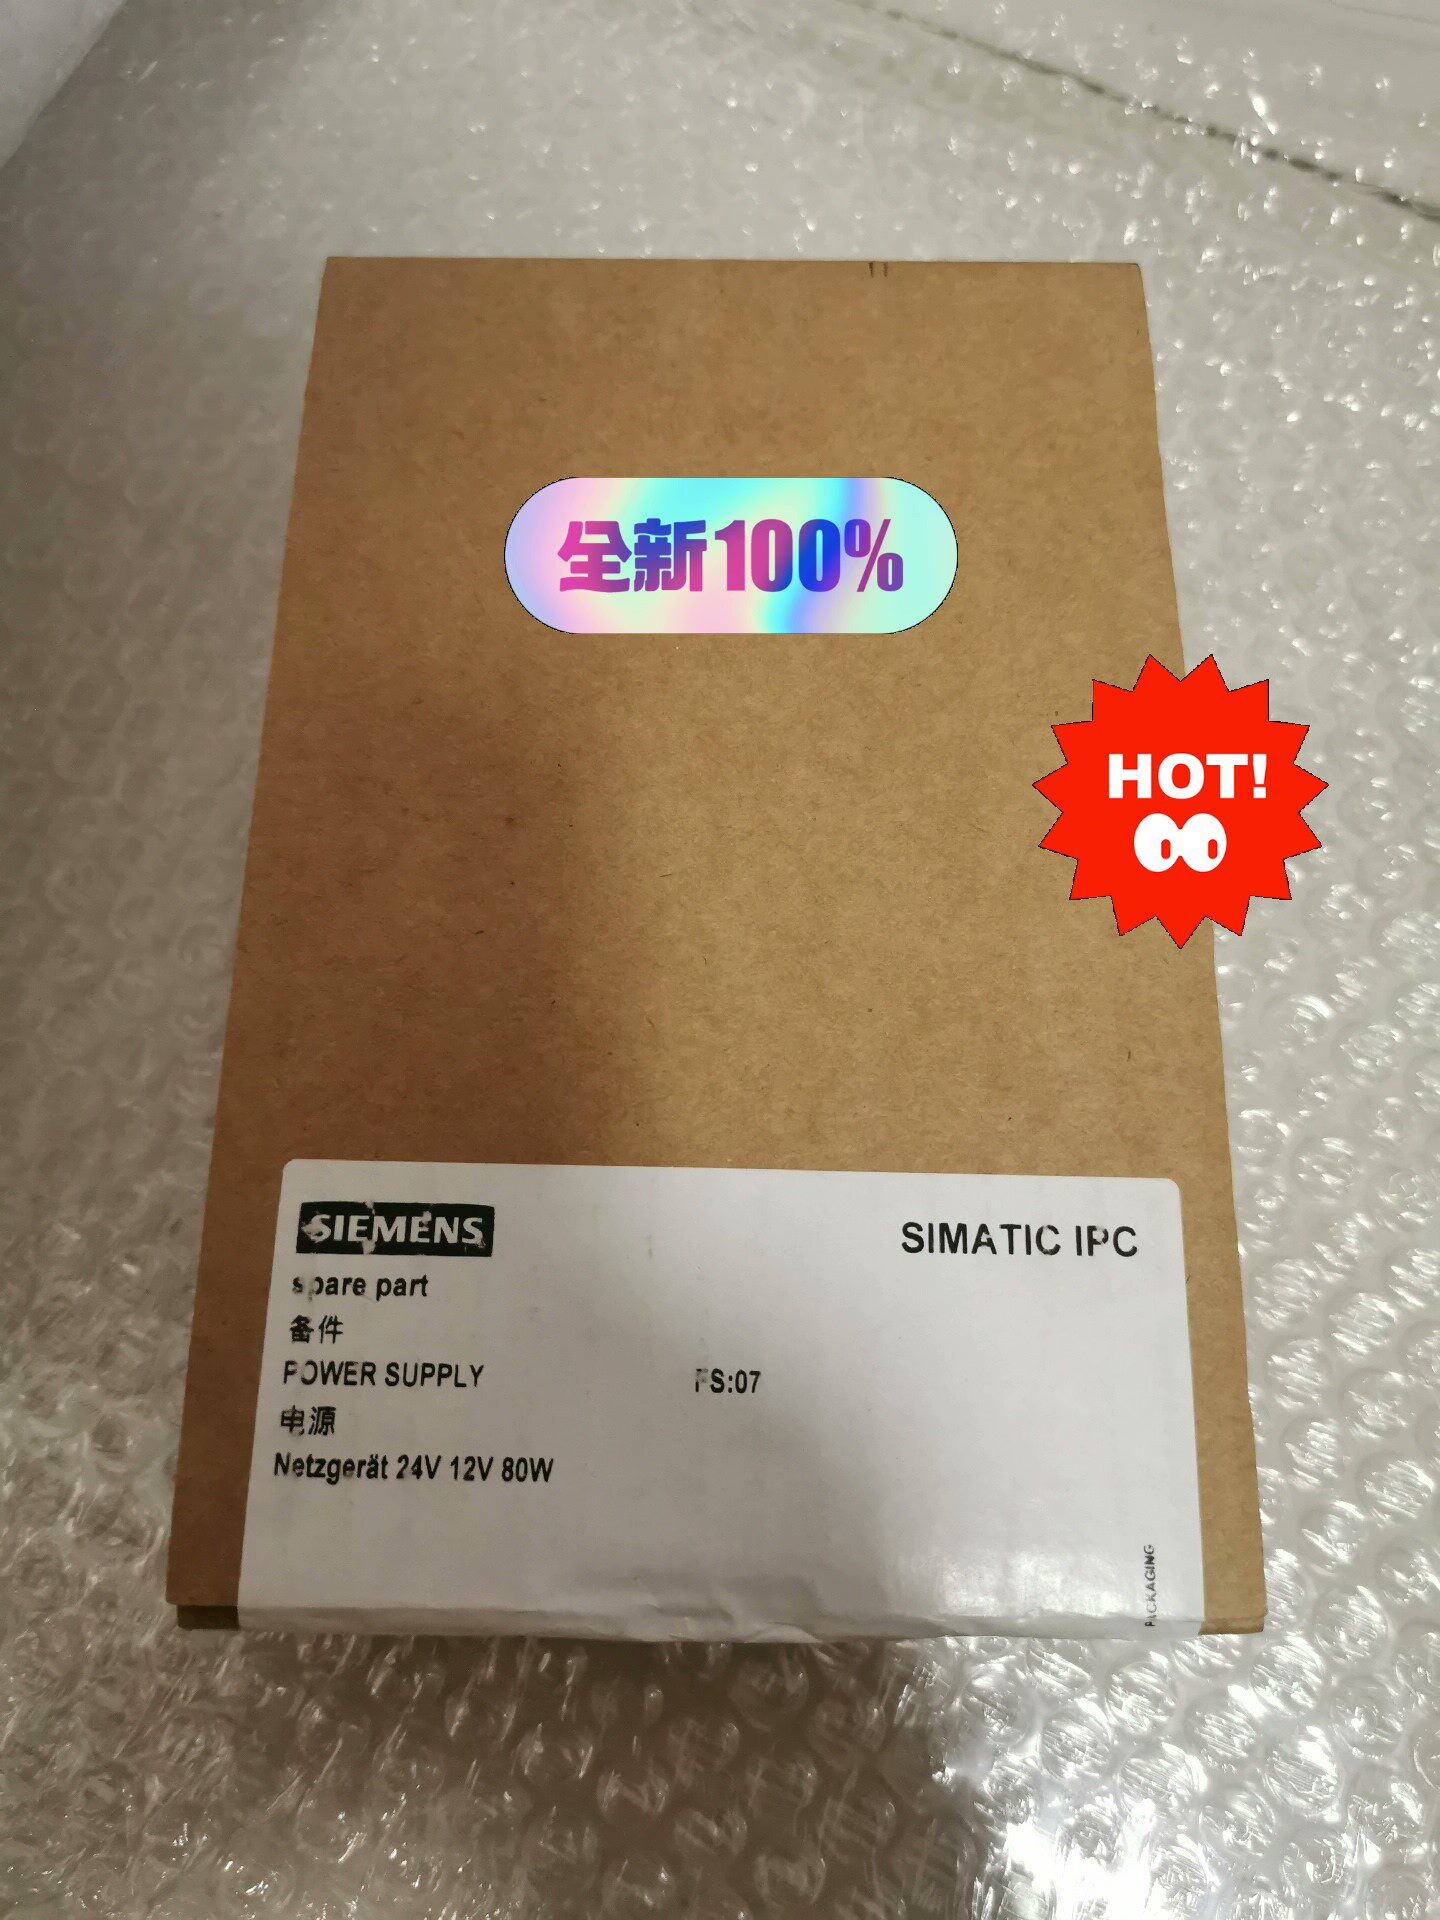 全新100%
HOT!
SIEMENS
SIMATIC IPC
spare part
备件
POWER SUPPLY
FS:07
电源
Netzgerät 24V 12V 80W
PACKAGING